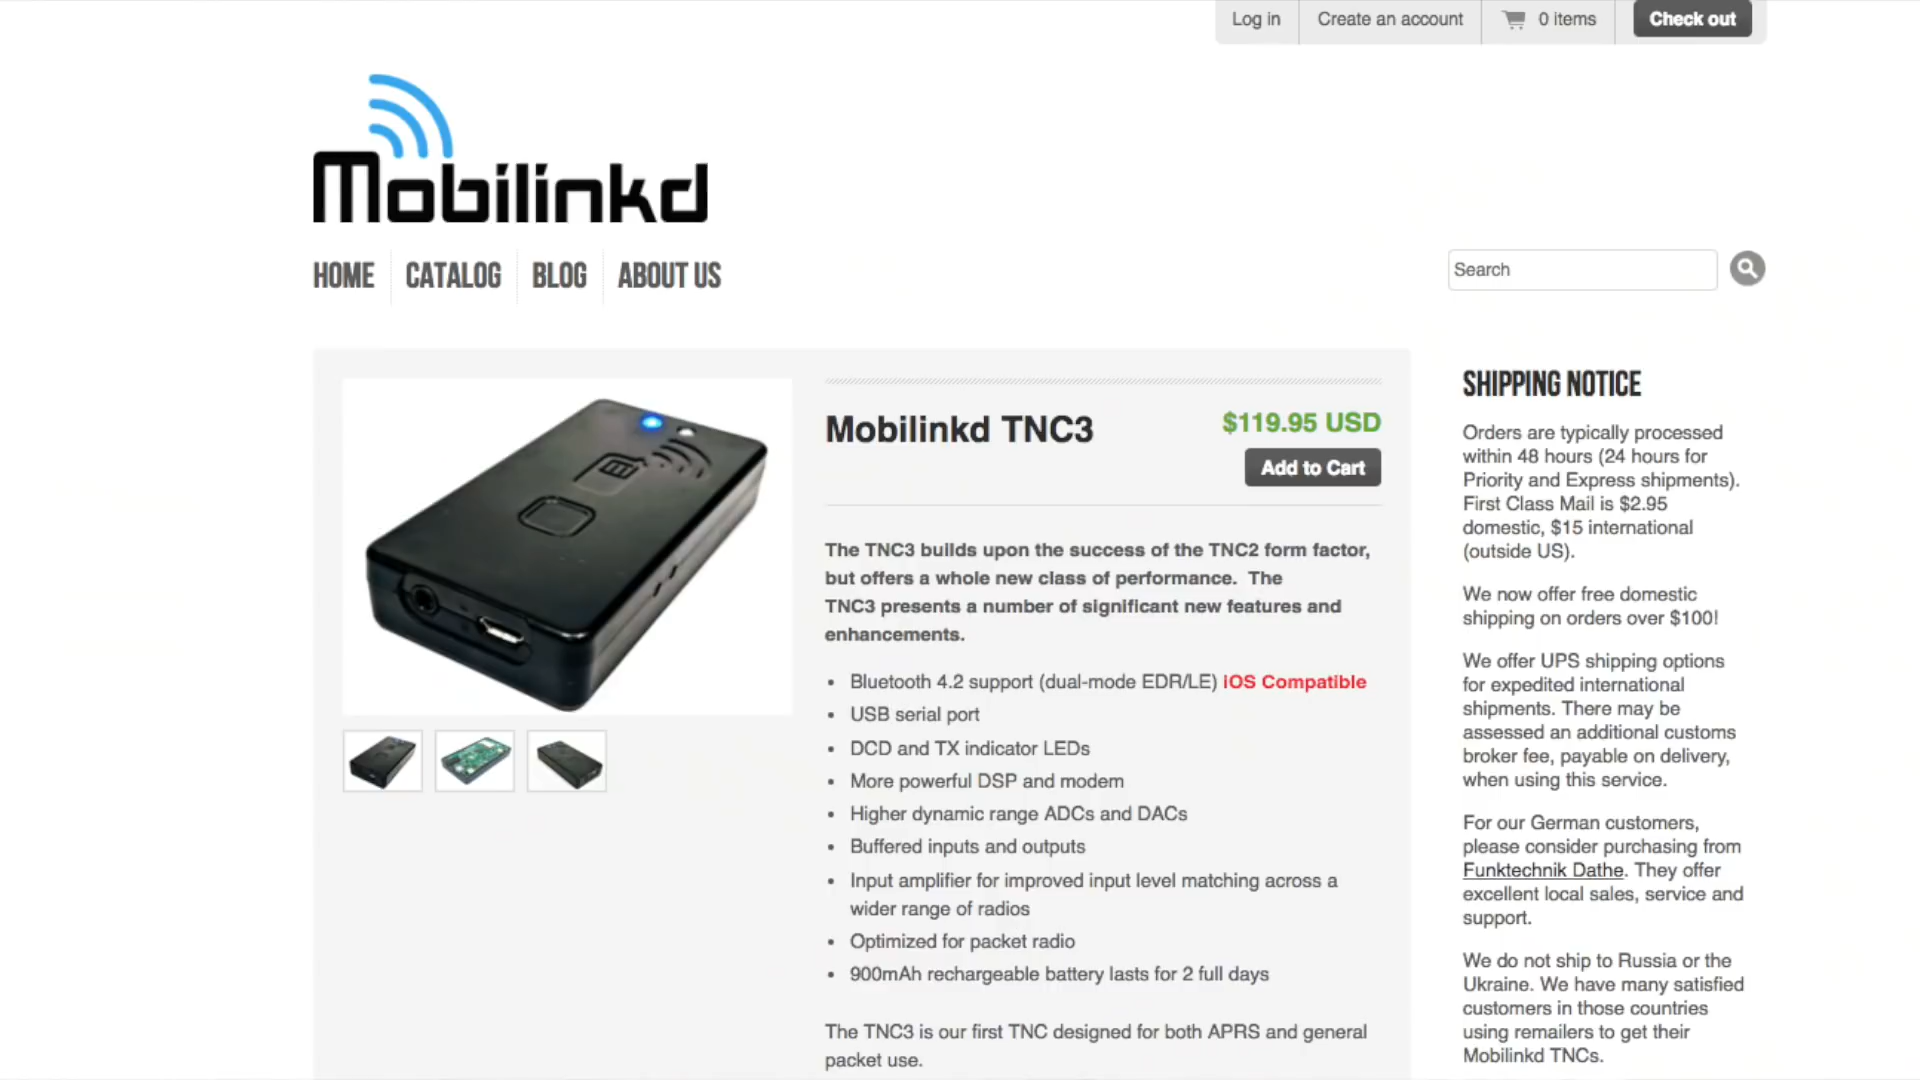 Log in
Create an account
0 items
Check out
Mobilinkd
HOME
CATALOG
BLOG
ABOUT US
Search
Mobilinkd TNC3
$119.95 USD
Add to Cart
The TNC3 builds upon the success of the TNC2 form factor,
but offers a whole new class of performance. The
TNC3 presents a number of significant new features and
enhancements.
• Bluetooth 4.2 support (dual-mode EDR/LE) iOS Compatible
• USB serial port
• DCD and TX indicator LEDs
• More powerful DSP and modem
• Higher dynamic range ADCs and DACs
• Buffered inputs and outputs
• Input amplifier for improved input level matching across a
wider range of radios
• Optimized for packet radio
• 900mAh rechargeable battery lasts for 2 full days
The TNC3 is our first TNC designed for both APRS and general
packet use.
SHIPPING NOTICE
Orders are typically processed
within 48 hours (24 hours for
Priority and Express shipments).
First Class Mail is $2.95
domestic, $15 international
(outside US).
We now offer free domestic
shipping on orders over $100!
We offer UPS shipping options
for expedited international
shipments. There may be
assessed an additional customs
broker fee, payable on delivery,
when using this service.
For our German customers,
please consider purchasing from
Funktechnik Dathe. They offer
excellent local sales, service and
support.
We do not ship to Russia or the
Ukraine. We have many satisfied
customers in those countries
using remailers to get their
Mobilinkd TNCs.